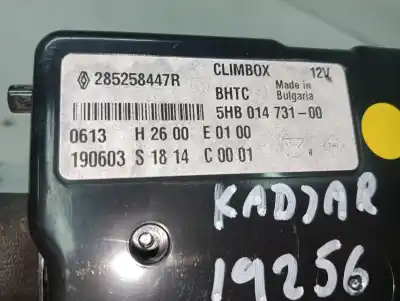 285258447R CLIMBOX 12V
BHTC Made in Bulgaria
5HB 014 731-00
0613 H 26 00 E 01 00
190603 S 18 14 C 00 01
KADJAR
19256